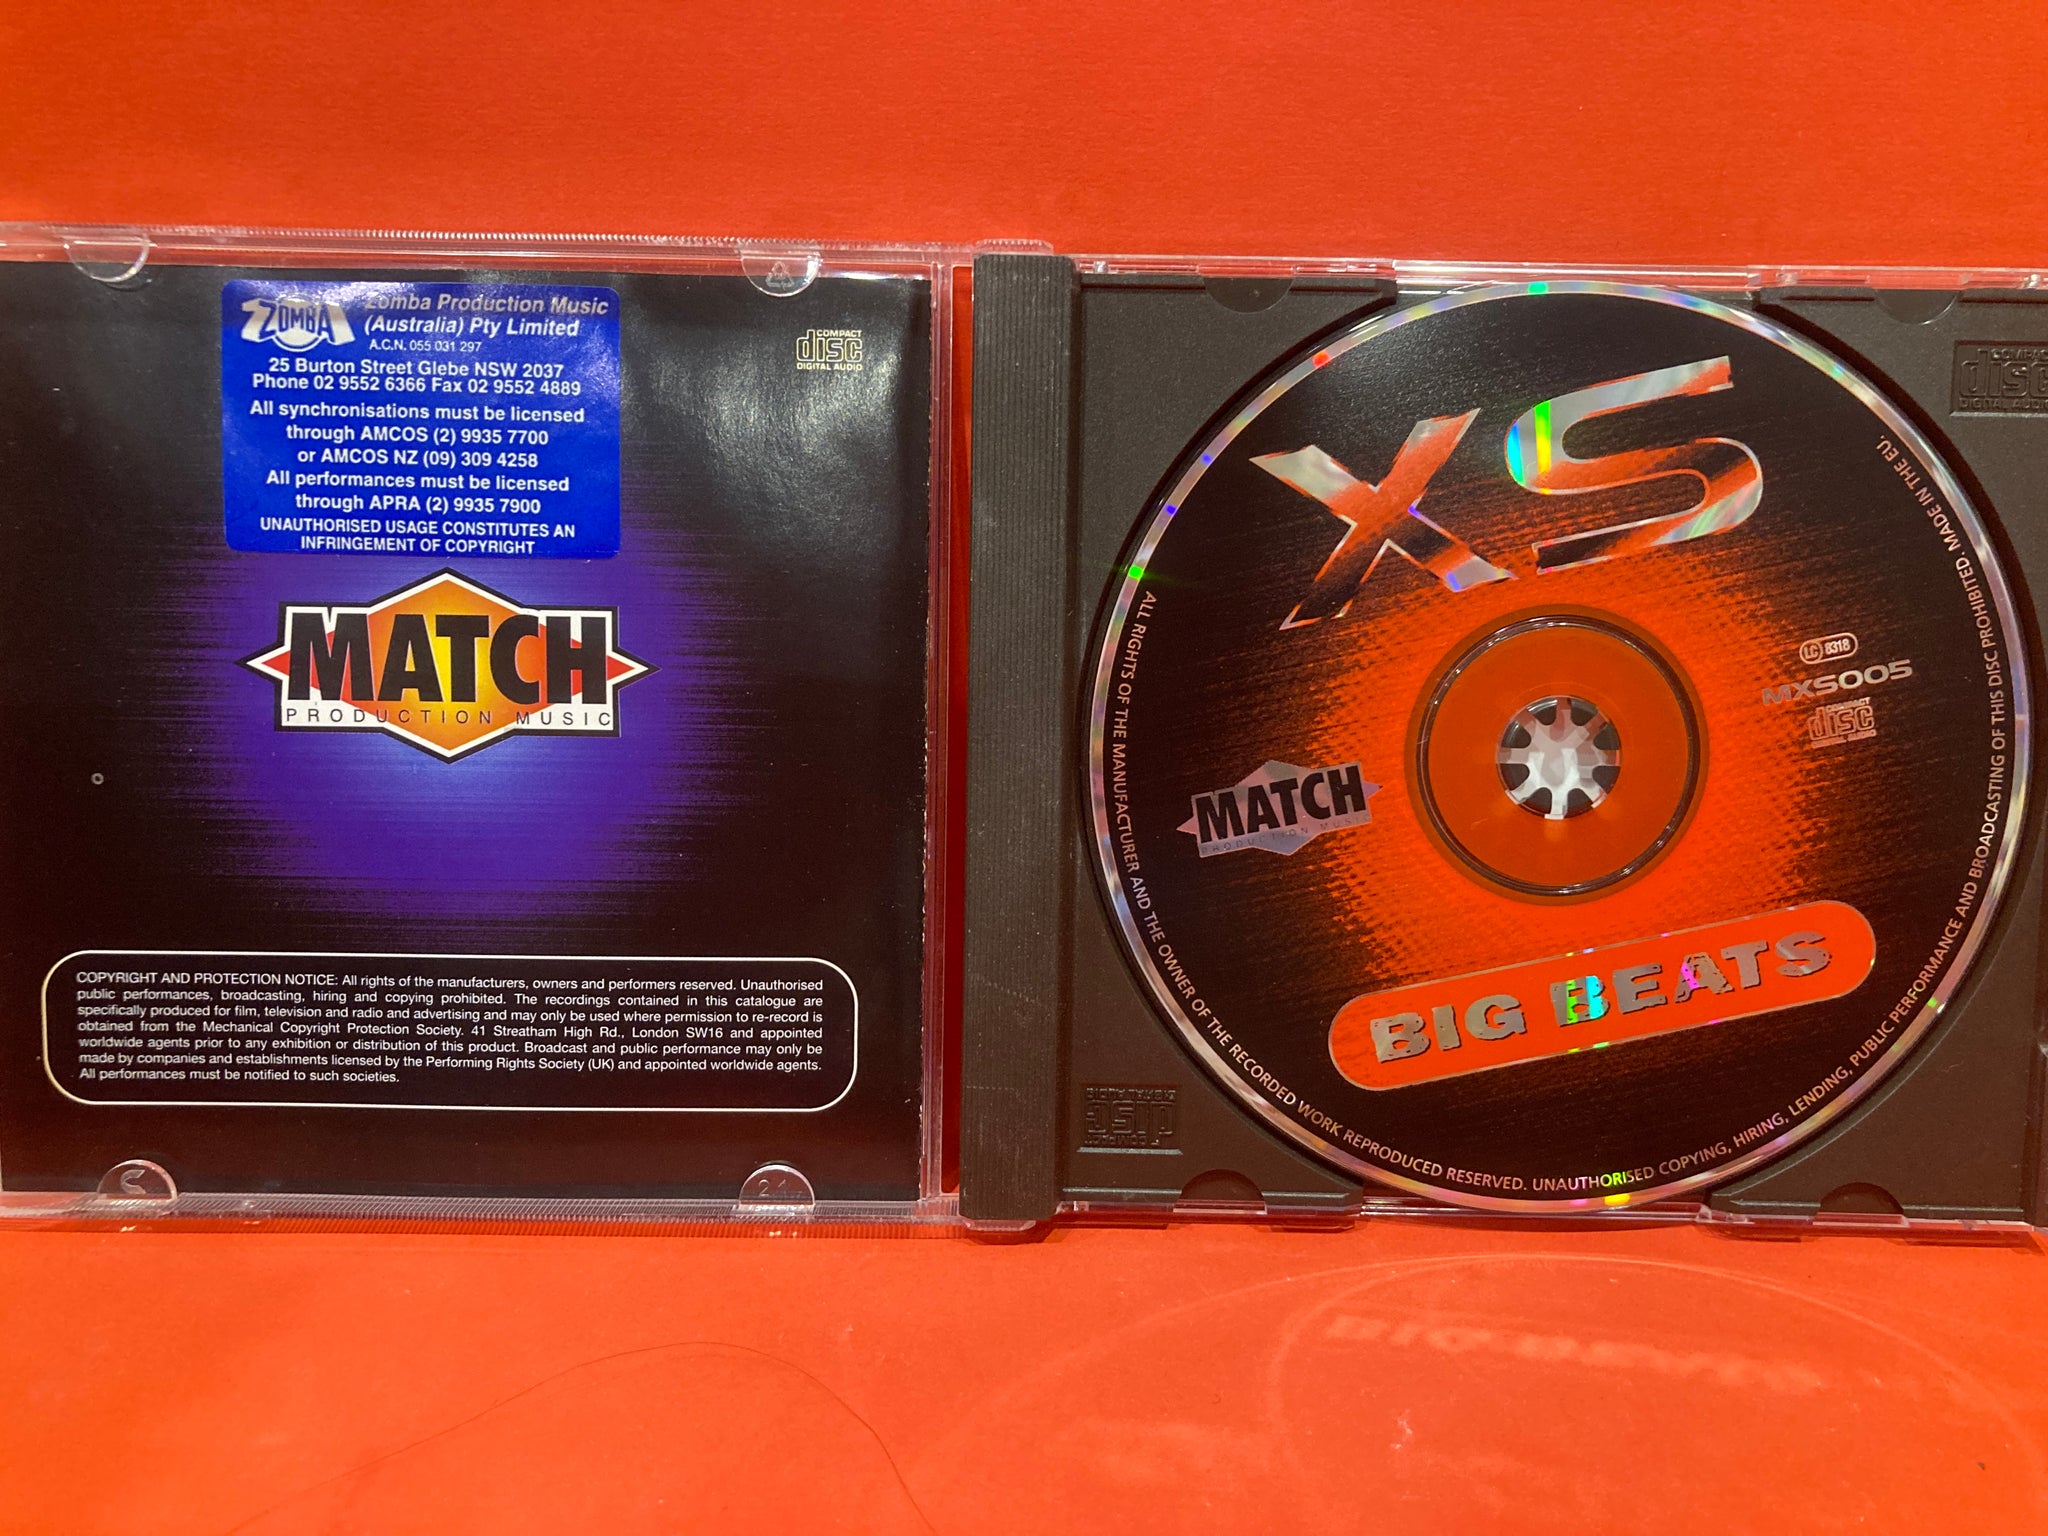 ZOMBA
Zomba Production Music
(Australia) Pty Limited
A.C.N. 055 031 297
25 Burton Street Glebe NSW 2037
Phone 02 9552 6366 Fax 02 9552 4889
All synchronisations must be licensed
through AMCOS (2) 9935 7700
or AMCOS NZ (09) 309 4258
All performances must be licensed
through APRA (2) 9935 7900
UNAUTHORISED USAGE CONSTITUTES AN
INFRINGEMENT OF COPYRIGHT
COMPACT
disc
DIGITAL AUDIO
MATCH
PRODUCTION MUSIC
COPYRIGHT AND PROTECTION NOTICE: All rights of the manufacturers, owners and performers reserved. Unauthorised
public performances, broadcasting, hiring and copying prohibited. The recordings contained in this catalogue are
specifically produced for film, television and radio and advertising and may only be used where permission to re-record is
obtained from the Mechanical Copyright Protection Society. 41 Streatham High Rd., London SW16 and appointed
worldwide agents prior to any exhibition or distribution of this product. Broadcast and public performance may only be
made by companies and establishments licensed by the Performing Rights Society (UK) and appointed worldwide agents.
All performances must be notified to such societies.
XS
LC 8318
MXS005
COMPACT
disc
DIGITAL AUDIO
MATCH
PRODUCTION MUSIC
BIG BEATS
ALL RIGHTS OF THE MANUFACTURER AND THE OWNER OF THE RECORDED WORK REPRODUCED RESERVED. UNAUTHORISED COPYING, HIRING, LENDING, PUBLIC PERFORMANCE AND BROADCASTING OF THIS DISC PROHIBITED. MADE IN THE EU.
COMPACT
disc
DIGITAL AUDIO
COMPACT
disc
DIGITAL AUDIO